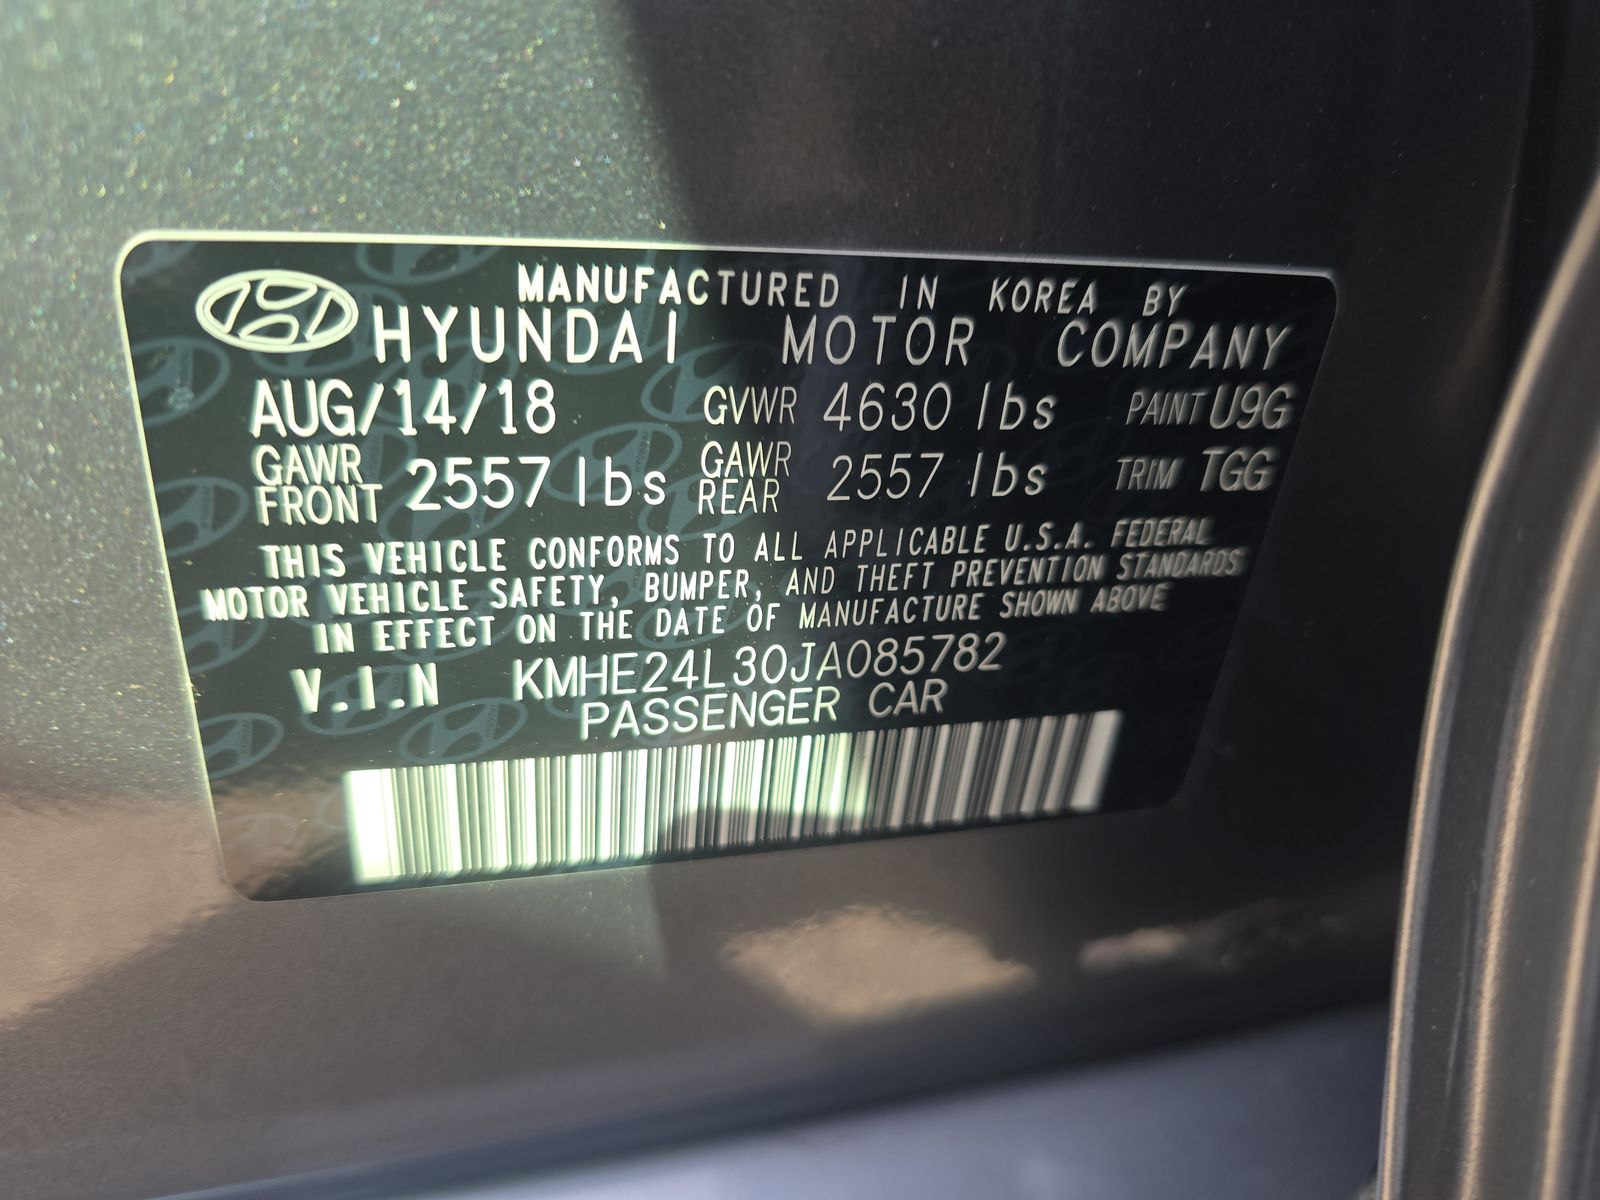 MANUFACTURED IN KOREA BY
HYUNDAI MOTOR COMPANY
AUG/14/18 GVWR 4630 lbs PAINT U9G
GAWR FRONT 2557 lbs GAWR REAR 2557 lbs TRIM TGG
THIS VEHICLE CONFORMS TO ALL APPLICABLE U.S.A. FEDERAL
MOTOR VEHICLE SAFETY, BUMPER, AND THEFT PREVENTION STANDARDS
IN EFFECT ON THE DATE OF MANUFACTURE SHOWN ABOVE
V.I.N KMHE24L30JA085782
PASSENGER CAR